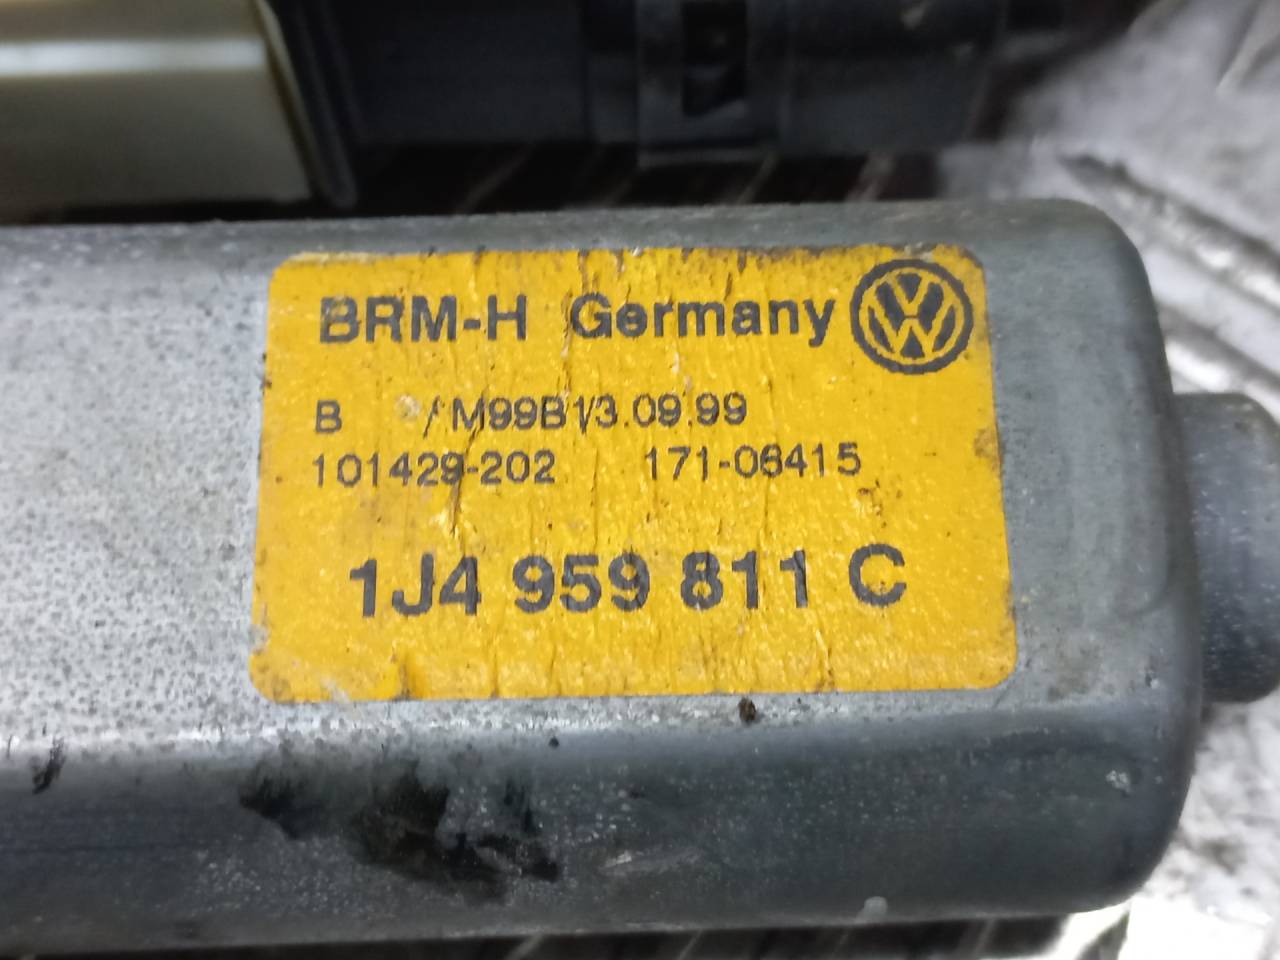 BRM-H Germany
B / M99B1/3.09.99
101429-202 171-06415
1J4 959 811 C